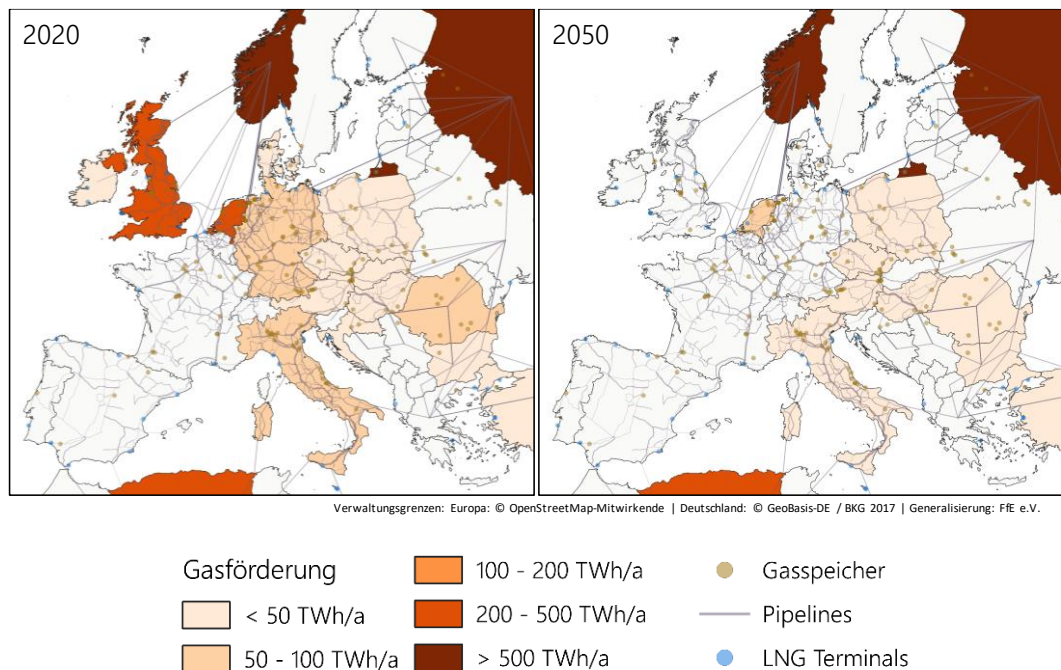 2020
2050
Verwaltungsgrenzen: Europa: © OpenStreetMap-Mitwirkende | Deutschland: © GeoBasis-DE / BKG 2017 | Generalisierung: FfE e.V.
Gasförderung
< 50 TWh/a
50 - 100 TWh/a
100 - 200 TWh/a
200 - 500 TWh/a
> 500 TWh/a
Gasspeicher
Pipelines
LNG Terminals